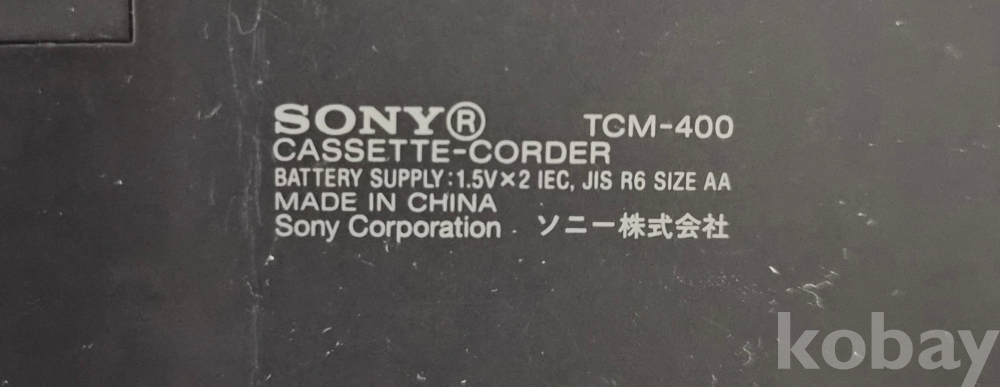 SONY® TCM-400
CASSETTE-CORDER
BATTERY SUPPLY:1.5V×2 IEC, JIS R6 SIZE AA
MADE IN CHINA
Sony Corporation ソニー株式会社
kobay